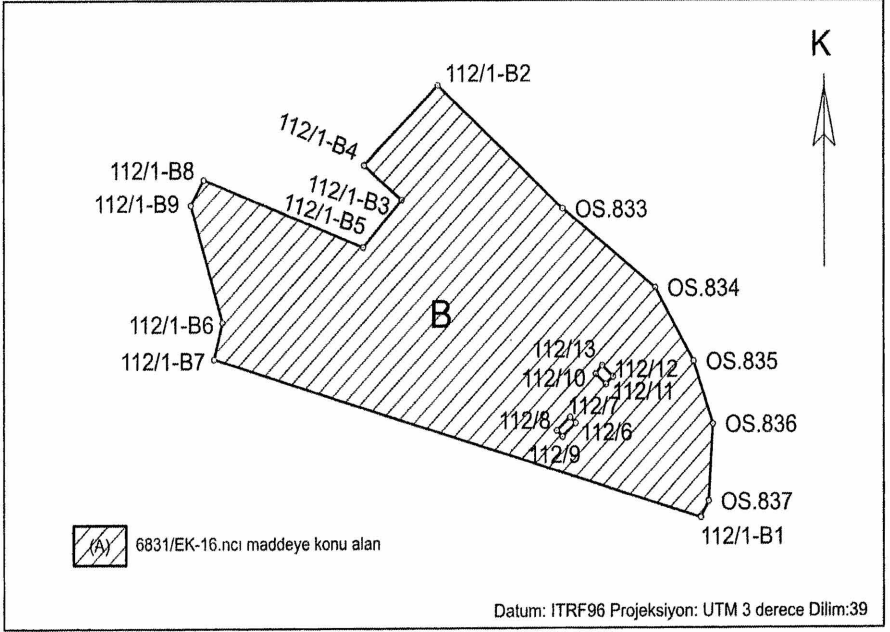 K
112/1-B2
112/1-B4
112/1-B8
112/1-B3
112/1-B9
OS.833
112/1-B5
OS.834
B
112/1-B6
112/13
112/1-B7
OS.835
112/12
112/10
112/11
112/7
112/8
OS.836
112/6
112/9
OS.837
112/1-B1
(A) 6831/EK-16.ncı maddeye konu alan
Datum: ITRF96 Projeksiyon: UTM 3 derece Dilim:39